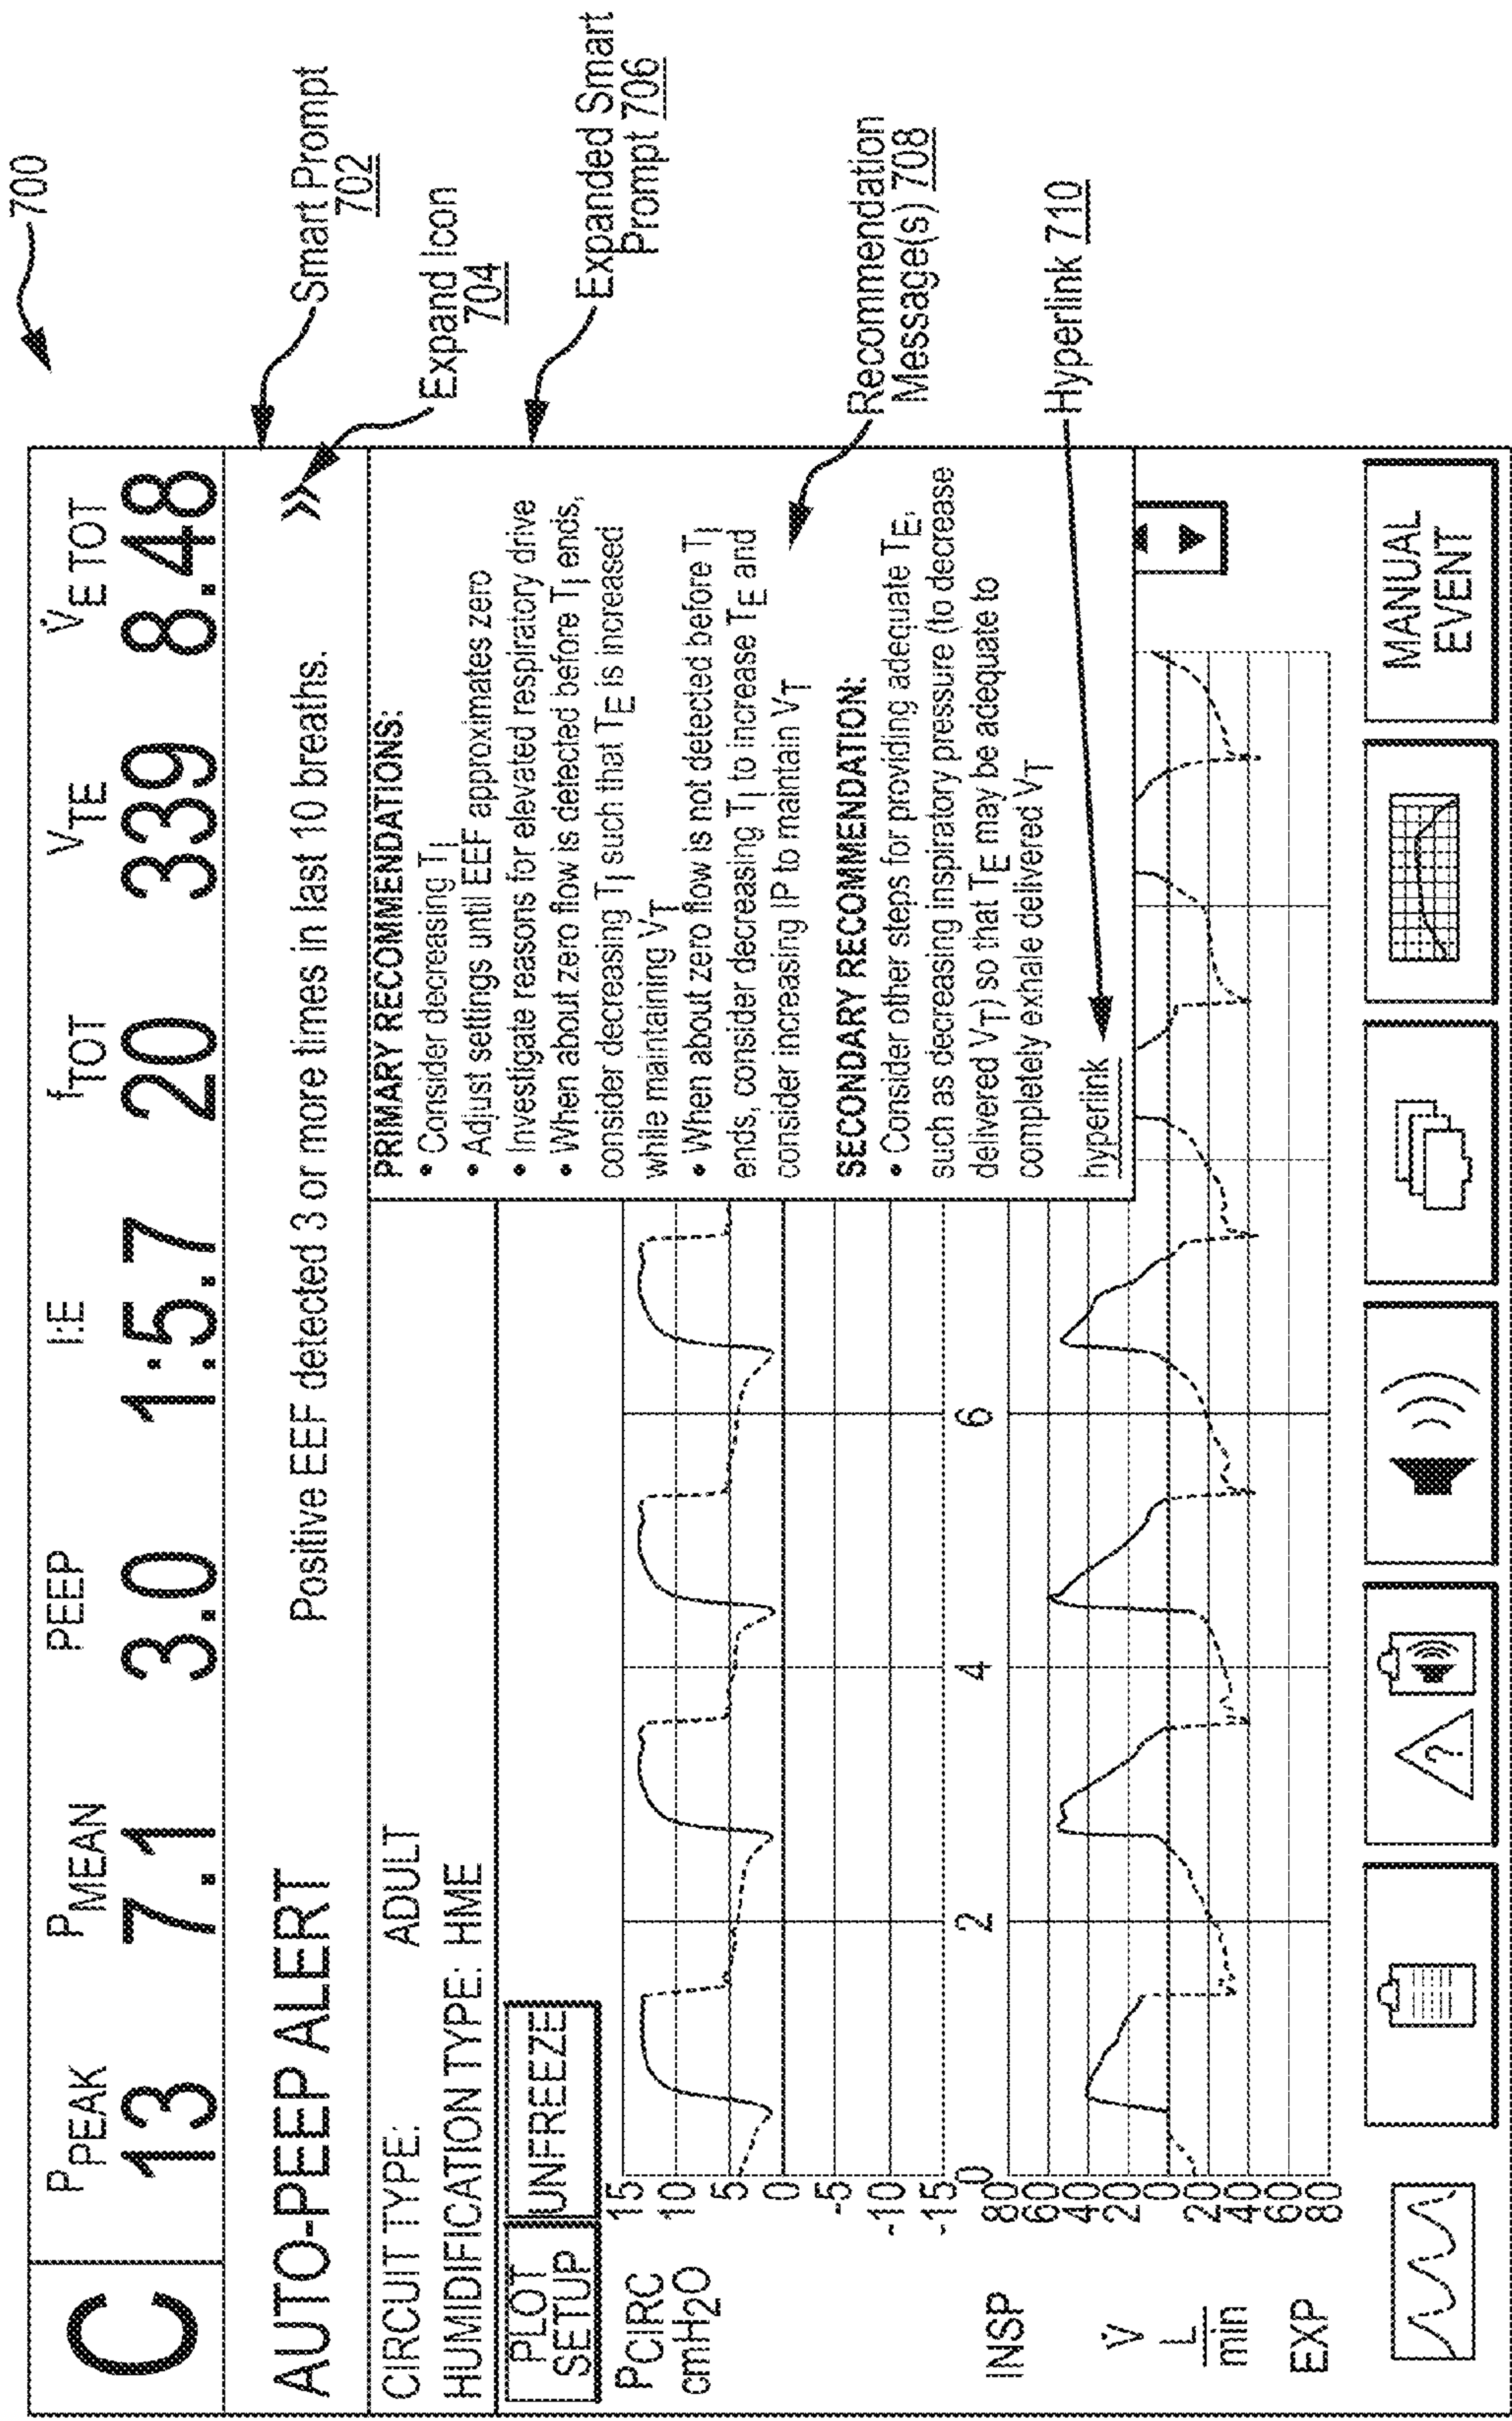 700
C
PPEAK PMEAN PEEP I:E fTOT VTE V̇E TOT
13 7.1 3.0 1:5.7 20 339 8.48
Smart Prompt
702
AUTO-PEEP ALERT Positive EEF detected 3 or more times in last 10 breaths. »
Expand Icon
704
CIRCUIT TYPE: ADULT
HUMIDIFICATION TYPE: HME
Expanded Smart
Prompt 706
PRIMARY RECOMMENDATIONS:
• Consider decreasing TI
• Adjust settings until EEF approximates zero
• Investigate reasons for elevated respiratory drive
• When about zero flow is detected before TI ends,
consider decreasing TI such that TE is increased
while maintaining VT
• When about zero flow is not detected before TI
ends, consider decreasing TI to increase TE and
consider increasing IP to maintain VT
Recommendation
Message(s) 708
SECONDARY RECOMMENDATION:
• Consider other steps for providing adequate TE,
such as decreasing inspiratory pressure (to decrease
delivered VT) so that TE may be adequate to
completely exhale delivered VT
hyperlink
Hyperlink 710
PLOT
SETUP
UNFREEZE
PCIRC
cmH2O
15
10
5
0
-5
-10
-15
0 2 4 6
INSP
V̇
L
min
EXP
80
60
40
20
0
20
40
60
80
?
MANUAL
EVENT